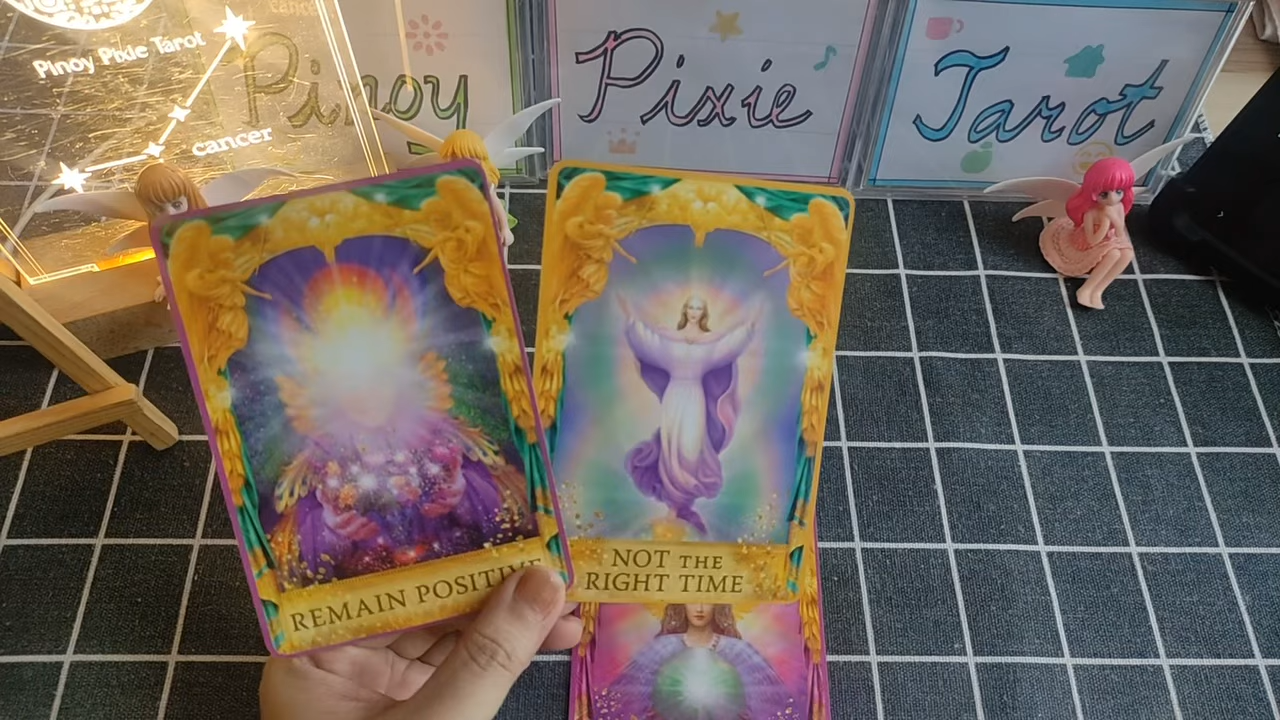 Pinoy Pixie Tarot
cancer
Pinoy
Pixie
Tarot
REMAIN POSITIVE
NOT THE
RIGHT TIME